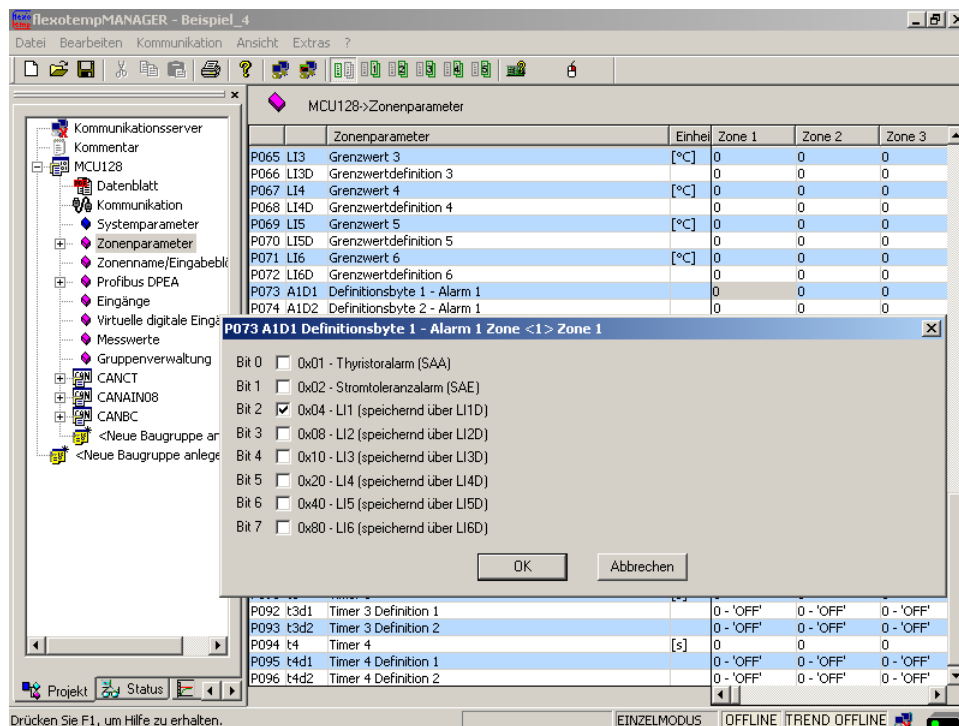 flexotempMANAGER - Beispiel_4
Datei Bearbeiten Kommunikation Ansicht Extras ?
MCU128->Zonenparameter
Kommunikationsserver
Kommentar
MCU128
Datenblatt
Kommunikation
Systemparameter
Zonenparameter
Zonenname/Eingabeblö
Profibus DPEA
Eingänge
Virtuelle digitale Eingä
Messwerte
Gruppenverwaltung
CANCT
CANAIN08
CANBC
<Neue Baugruppe an
<Neue Baugruppe anlege
Projekt Status
Zonenparameter Einhei Zone 1 Zone 2 Zone 3
P065 LI3 Grenzwert 3 [°C] 0 0 0
P066 LI3D Grenzwertdefinition 3 0 0 0
P067 LI4 Grenzwert 4 [°C] 0 0 0
P068 LI4D Grenzwertdefinition 4 0 0 0
P069 LI5 Grenzwert 5 [°C] 0 0 0
P070 LI5D Grenzwertdefinition 5 0 0 0
P071 LI6 Grenzwert 6 [°C] 0 0 0
P072 LI6D Grenzwertdefinition 6 0 0 0
P073 A1D1 Definitionsbyte 1 - Alarm 1 0 0 0
P074 A1D2 Definitionsbyte 2 - Alarm 1 0 0 0
P073 A1D1 Definitionsbyte 1 - Alarm 1 Zone <1> Zone 1
Bit 0 0x01 - Thyristoralarm (SAA)
Bit 1 0x02 - Stromtoleranzalarm (SAE)
Bit 2 0x04 - LI1 (speichernd über LI1D)
Bit 3 0x08 - LI2 (speichernd über LI2D)
Bit 4 0x10 - LI3 (speichernd über LI3D)
Bit 5 0x20 - LI4 (speichernd über LI4D)
Bit 6 0x40 - LI5 (speichernd über LI5D)
Bit 7 0x80 - LI6 (speichernd über LI6D)
OK Abbrechen
P092 t3d1 Timer 3 Definition 1 0 - 'OFF' 0 - 'OFF' 0 - 'OFF'
P093 t3d2 Timer 3 Definition 2 0 - 'OFF' 0 - 'OFF' 0 - 'OFF'
P094 t4 Timer 4 [s] 0 0 0
P095 t4d1 Timer 4 Definition 1 0 - 'OFF' 0 - 'OFF' 0 - 'OFF'
P096 t4d2 Timer 4 Definition 2 0 - 'OFF' 0 - 'OFF' 0 - 'OFF'
Drücken Sie F1, um Hilfe zu erhalten. EINZELMODUS OFFLINE TREND OFFLINE